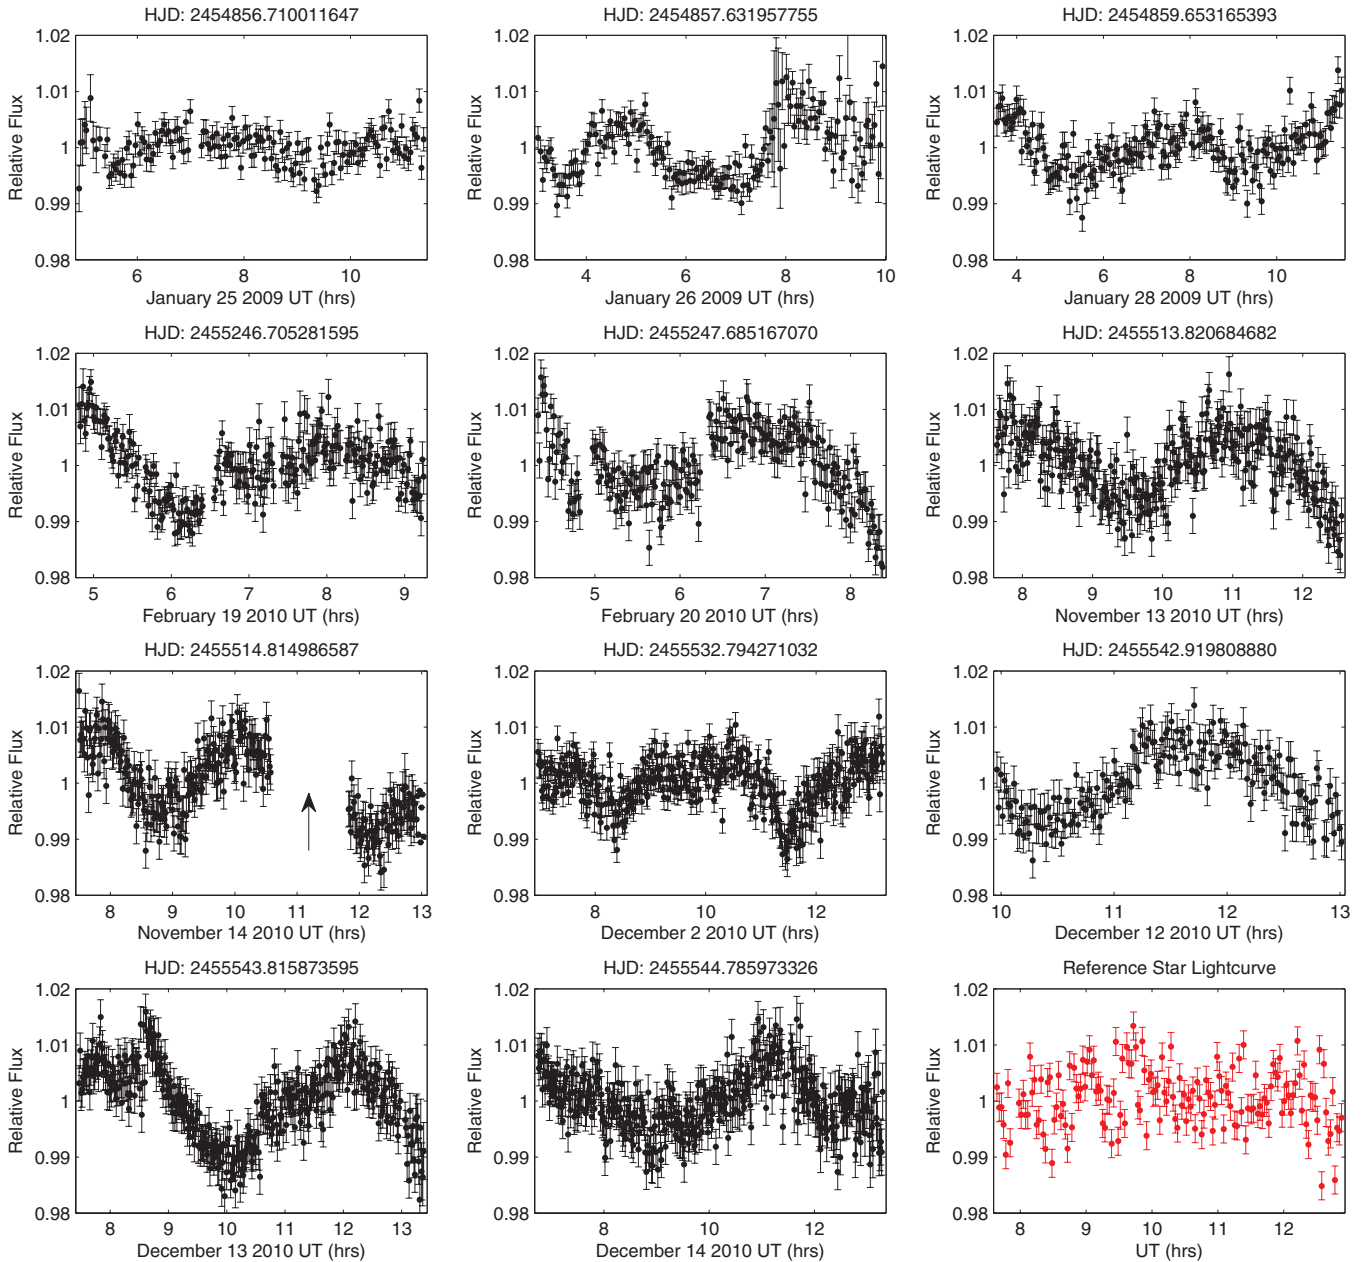 HJD: 2454856.710011647
HJD: 2454857.631957755
HJD: 2454859.653165393
1.02
1.01
1
0.99
0.98
Relative Flux
6 8 10
January 25 2009 UT (hrs)
1.02
1.01
1
0.99
0.98
Relative Flux
4 6 8 10
January 26 2009 UT (hrs)
1.02
1.01
1
0.99
0.98
Relative Flux
4 6 8 10
January 28 2009 UT (hrs)
HJD: 2455246.705281595
HJD: 2455247.685167070
HJD: 2455513.820684682
1.02
1.01
1
0.99
0.98
Relative Flux
5 6 7 8 9
February 19 2010 UT (hrs)
1.02
1.01
1
0.99
0.98
Relative Flux
5 6 7 8
February 20 2010 UT (hrs)
1.02
1.01
1
0.99
0.98
Relative Flux
8 9 10 11 12
November 13 2010 UT (hrs)
HJD: 2455514.814986587
HJD: 2455532.794271032
HJD: 2455542.919808880
1.02
1.01
1
0.99
0.98
Relative Flux
8 9 10 11 12 13
November 14 2010 UT (hrs)
1.02
1.01
1
0.99
0.98
Relative Flux
8 10 12
December 2 2010 UT (hrs)
1.02
1.01
1
0.99
0.98
Relative Flux
10 11 12 13
December 12 2010 UT (hrs)
HJD: 2455543.815873595
HJD: 2455544.785973326
Reference Star Lightcurve
1.02
1.01
1
0.99
0.98
Relative Flux
8 9 10 11 12 13
December 13 2010 UT (hrs)
1.02
1.01
1
0.99
0.98
Relative Flux
8 10 12
December 14 2010 UT (hrs)
1.02
1.01
1
0.99
0.98
Relative Flux
8 9 10 11 12
UT (hrs)